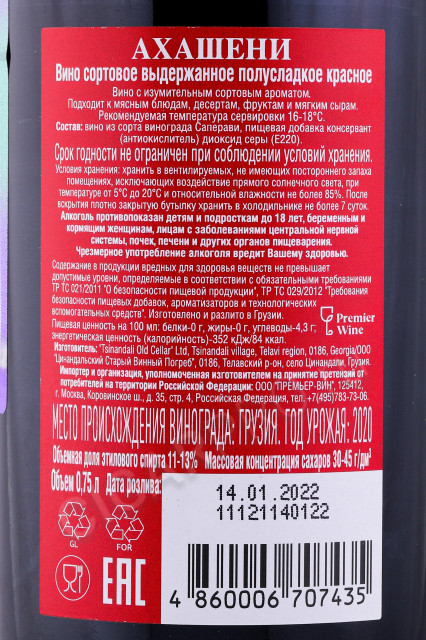 АХАШЕНИ
Вино сортовое выдержанное полусладкое красное
Вино с изумительным сортовым ароматом.
Подходит к мясным блюдам, десертам, фруктам и мягким сырам.
Рекомендуемая температура сервировки 16-18°С.
Состав: вино из сорта винограда Саперави, пищевая добавка консервант
(антиокислитель) диоксид серы (Е220).
Срок годности не ограничен при соблюдении условий хранения.
Условия хранения: хранить в вентилируемых, не имеющих постороннего запаха
помещениях, исключающих воздействие прямого солнечного света, при
температуре от 5°С до 20°С и относительной влажности не более 85%. После
вскрытия плотно закрытую бутылку хранить в холодильнике не более 7 суток.
Алкоголь противопоказан детям и подросткам до 18 лет, беременным и
кормящим женщинам, лицам с заболеваниями центральной нервной
системы, почек, печени и других органов пищеварения.
Чрезмерное употребление алкоголя вредит Вашему здоровью.
Содержание в продукции вредных для здоровья веществ не превышает
допустимые уровни, определяемые в соответствии с обязательными требованиями
ТР ТС 021/2011 "О безопасности пищевой продукции", ТР ТС 029/2012 "Требования
безопасности пищевых добавок, ароматизаторов и технологических
вспомогательных средств". Изготовлено и разлито в Грузии.
Premier
Wine
Пищевая ценность на 100 мл: белки-0 г, жиры-0 г, углеводы-4,3 г;
энергетическая ценность (калорийность)-352 кДж/84 ккал.
Изготовитель: "Tsinandali Old Cellar" Ltd, Tsinandali village, Telavi region, 0186, Georgia/ООО
"Цинандальский Старый Винный Погреб", 0186, Телавский р-он, село Цинандали, Грузия.
Импортер и организация, уполномоченная изготовителем на принятие претензий от
потребителей на территории Российской Федерации: ООО "ПРЕМЬЕР-ВИН", 125412,
г. Москва, Коровинское ш., д. 35, стр. 4, Российская Федерация, тел. +7(495)783-73-06.
МЕСТО ПРОИСХОЖДЕНИЯ ВИНОГРАДА: ГРУЗИЯ. ГОД УРОЖАЯ: 2020
Объемная доля этилового спирта 11-13% Массовая концентрация сахаров 30-45 г/дм³
Объем 0,75 л Дата розлива:
14.01.2022
11121140122
GL
FOR
EAC
4 860006 707435